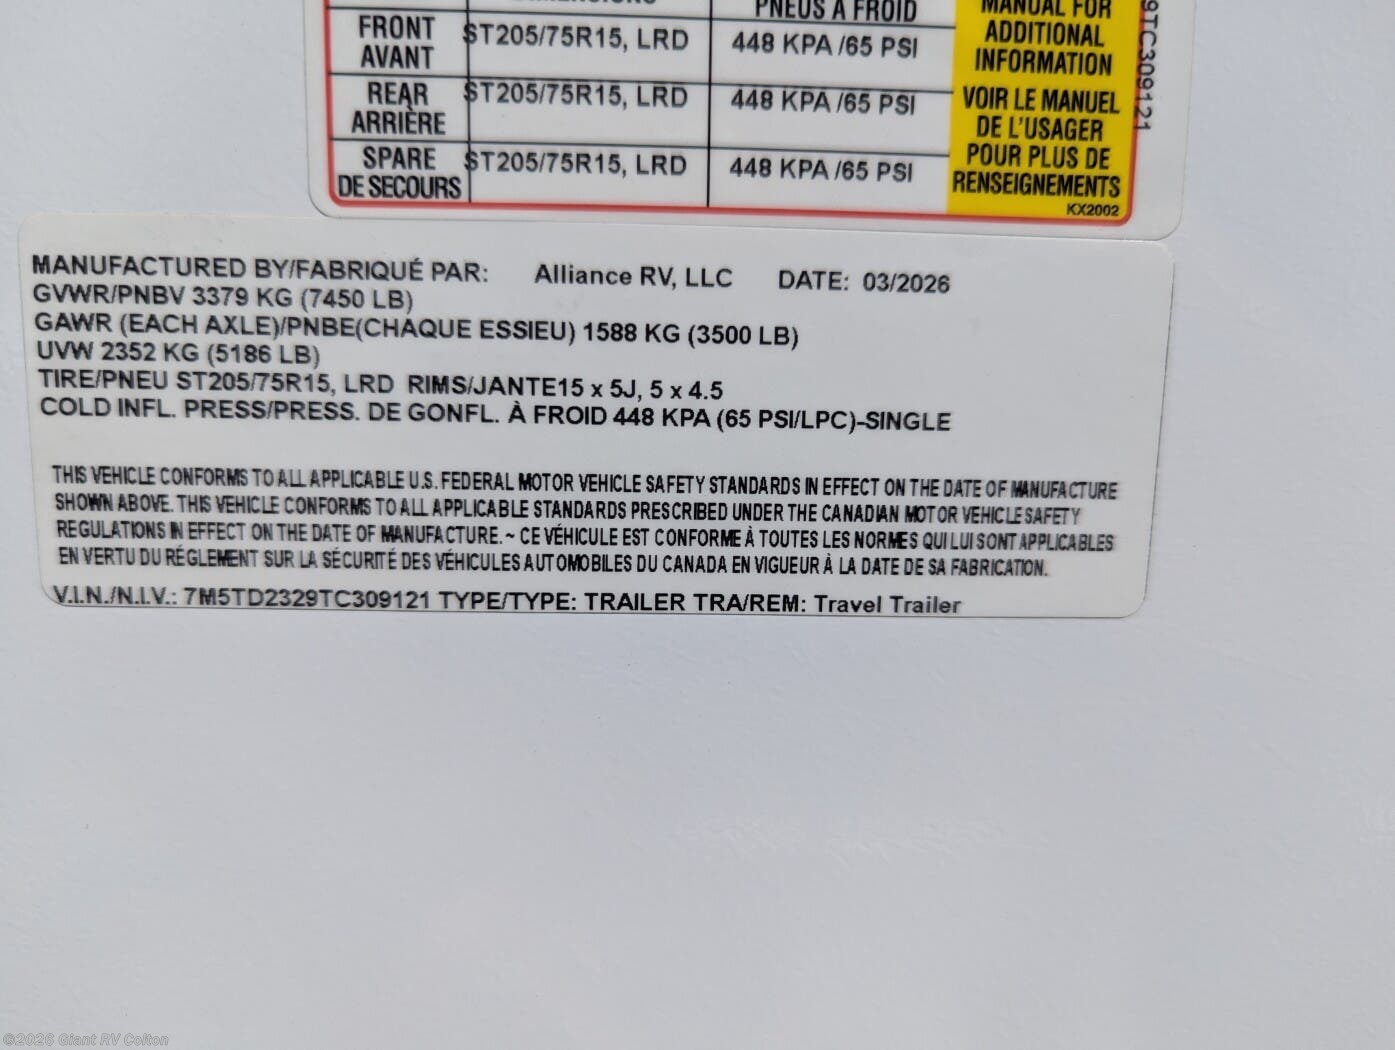 PNEUS À FROID
MANUAL FOR
ADDITIONAL
INFORMATION
FRONT
AVANT
ST205/75R15, LRD
448 KPA /65 PSI
REAR
ARRIÈRE
ST205/75R15, LRD
448 KPA /65 PSI
SPARE
DE SECOURS
ST205/75R15, LRD
448 KPA /65 PSI
VOIR LE MANUEL
DE L'USAGER
POUR PLUS DE
RENSEIGNEMENTS
KX2002
9TC309121
MANUFACTURED BY/FABRIQUÉ PAR: Alliance RV, LLC DATE: 03/2026
GVWR/PNBV 3379 KG (7450 LB)
GAWR (EACH AXLE)/PNBE(CHAQUE ESSIEU) 1588 KG (3500 LB)
UVW 2352 KG (5186 LB)
TIRE/PNEU ST205/75R15, LRD RIMS/JANTE15 x 5J, 5 x 4.5
COLD INFL. PRESS/PRESS. DE GONFL. À FROID 448 KPA (65 PSI/LPC)-SINGLE
THIS VEHICLE CONFORMS TO ALL APPLICABLE U.S. FEDERAL MOTOR VEHICLE SAFETY STANDARDS IN EFFECT ON THE DATE OF MANUFACTURE
SHOWN ABOVE. THIS VEHICLE CONFORMS TO ALL APPLICABLE STANDARDS PRESCRIBED UNDER THE CANADIAN MOTOR VEHICLE SAFETY
REGULATIONS IN EFFECT ON THE DATE OF MANUFACTURE. ~ CE VÉHICULE EST CONFORME À TOUTES LES NORMES QUI LUI SONT APPLICABLES
EN VERTU DU RÉGLEMENT SUR LA SÉCURITÉ DES VÉHICULES AUTOMOBILES DU CANADA EN VIGUEUR À LA DATE DE SA FABRICATION.
V.I.N./N.I.V.: 7M5TD2329TC309121 TYPE/TYPE: TRAILER TRA/REM: Travel Trailer
©2026 Giant RV Colton